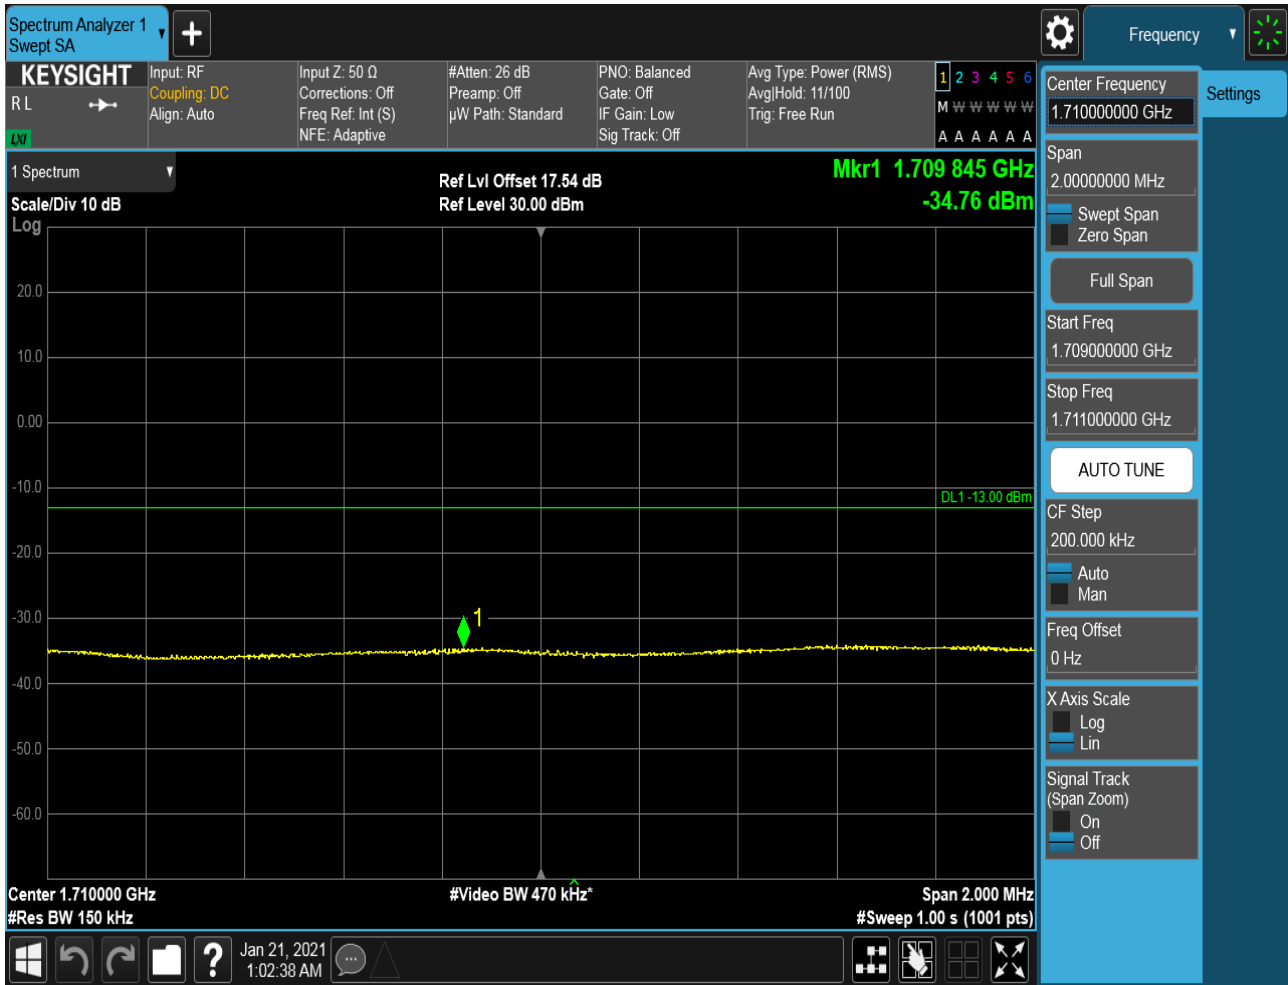 Spectrum Analyzer 1
Swept SA
Frequency
KEYSIGHT
R L
LXI
Input: RF
Coupling: DC
Align: Auto
Input Z: 50 Ω
Corrections: Off
Freq Ref: Int (S)
NFE: Adaptive
#Atten: 26 dB
Preamp: Off
µW Path: Standard
PNO: Balanced
Gate: Off
IF Gain: Low
Sig Track: Off
Avg Type: Power (RMS)
Avg|Hold: 11/100
Trig: Free Run
1 2 3 4 5 6
M W W W W W
A A A A A A
1 Spectrum
Scale/Div 10 dB
Log
Ref Lvl Offset 17.54 dB
Ref Level 30.00 dBm
Mkr1 1.709 845 GHz
-34.76 dBm
20.0
10.0
0.00
-10.0
DL1 -13.00 dBm
-20.0
-30.0
1
-40.0
-50.0
-60.0
Center 1.710000 GHz
#Video BW 470 kHz*
Span 2.000 MHz
#Res BW 150 kHz
#Sweep 1.00 s (1001 pts)
?
Jan 21, 2021
1:02:38 AM
Center Frequency
1.710000000 GHz
Settings
Span
2.00000000 MHz
Swept Span
Zero Span
Full Span
Start Freq
1.709000000 GHz
Stop Freq
1.711000000 GHz
AUTO TUNE
CF Step
200.000 kHz
Auto
Man
Freq Offset
0 Hz
X Axis Scale
Log
Lin
Signal Track
(Span Zoom)
On
Off